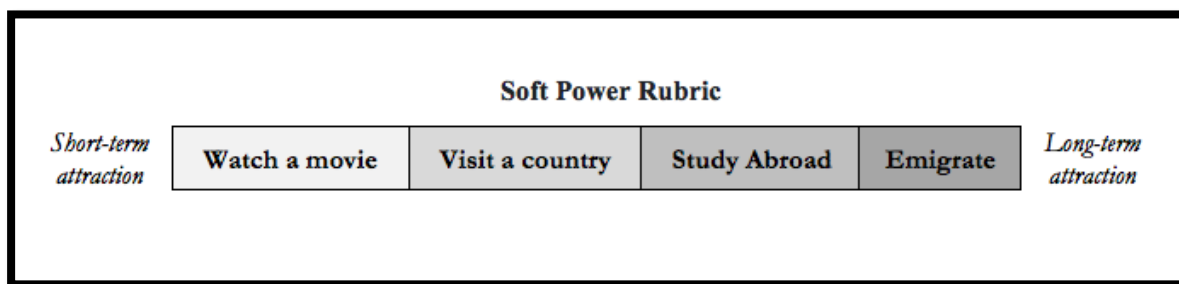 Soft Power Rubric
Short-term
attraction
Watch a movie
Visit a country
Study Abroad
Emigrate
Long-term
attraction